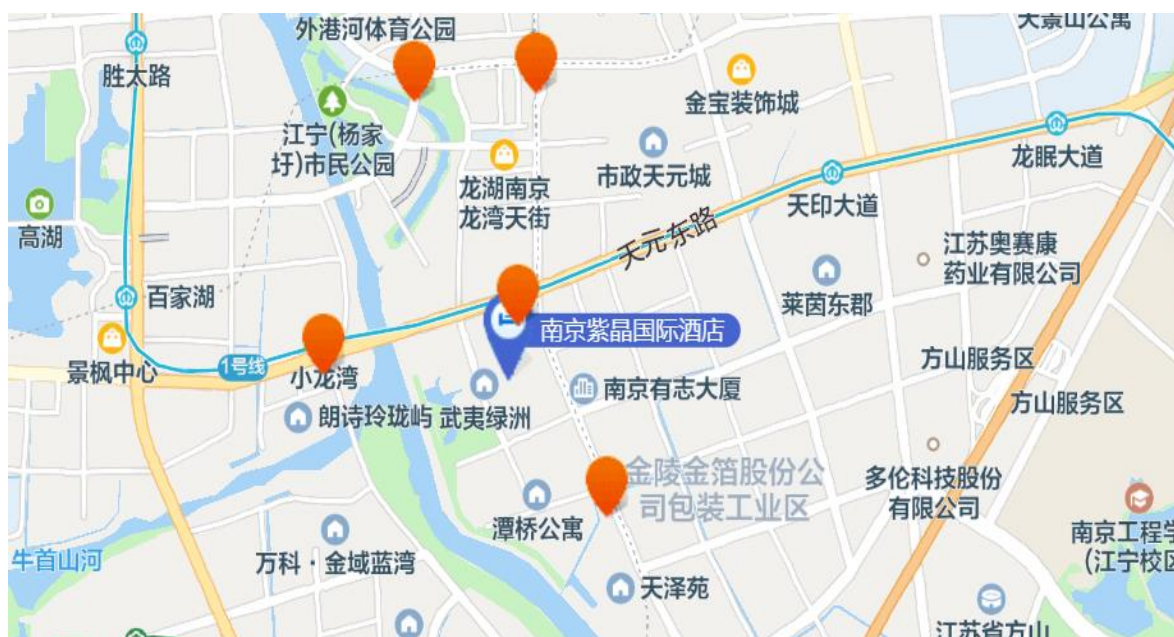 外港河体育公园
天景山公寓
胜太路
金宝装饰城
江宁(杨家
圩)市民公园
龙眠大道
龙湖南京
龙湾天街
市政天元城
天印大道
高湖
天元东路
江苏奥赛康
药业有限公司
百家湖
莱茵东郡
南京紫晶国际酒店
景枫中心
1号线
小龙湾
方山服务区
南京有志大厦
方山服务区
朗诗玲珑屿
武夷绿洲
金陵金箔股份公
司包装工业区
多伦科技股份
有限公司
潭桥公寓
南京工程学
(江宁校区
牛首山河
万科·金域蓝湾
天泽苑
江苏省方山